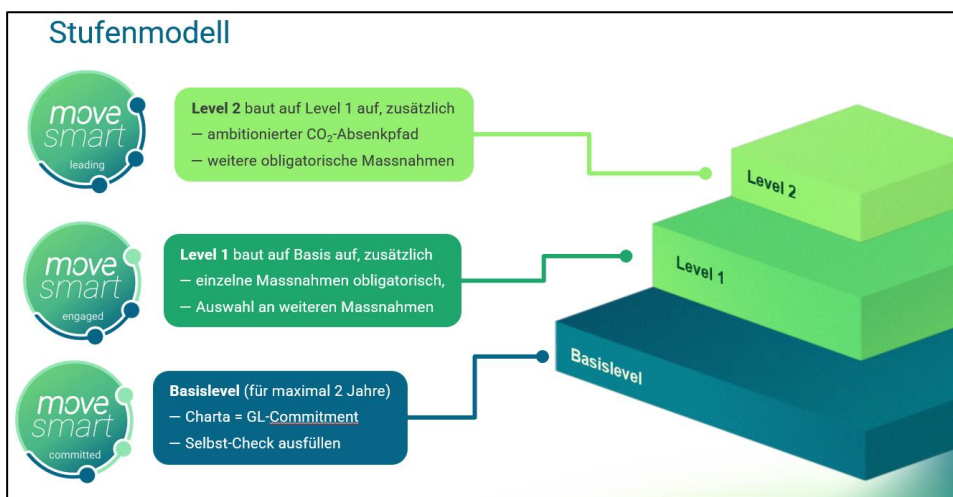 Stufenmodell
move
smart
leading
Level 2 baut auf Level 1 auf, zusätzlich
— ambitionierter CO₂-Absenkpfad
— weitere obligatorische Massnahmen
Level 2
move
smart
engaged
Level 1 baut auf Basis auf, zusätzlich
— einzelne Massnahmen obligatorisch,
— Auswahl an weiteren Massnahmen
Level 1
move
smart
committed
Basislevel (für maximal 2 Jahre)
— Charta = GL-Commitment
— Selbst-Check ausfüllen
Basislevel